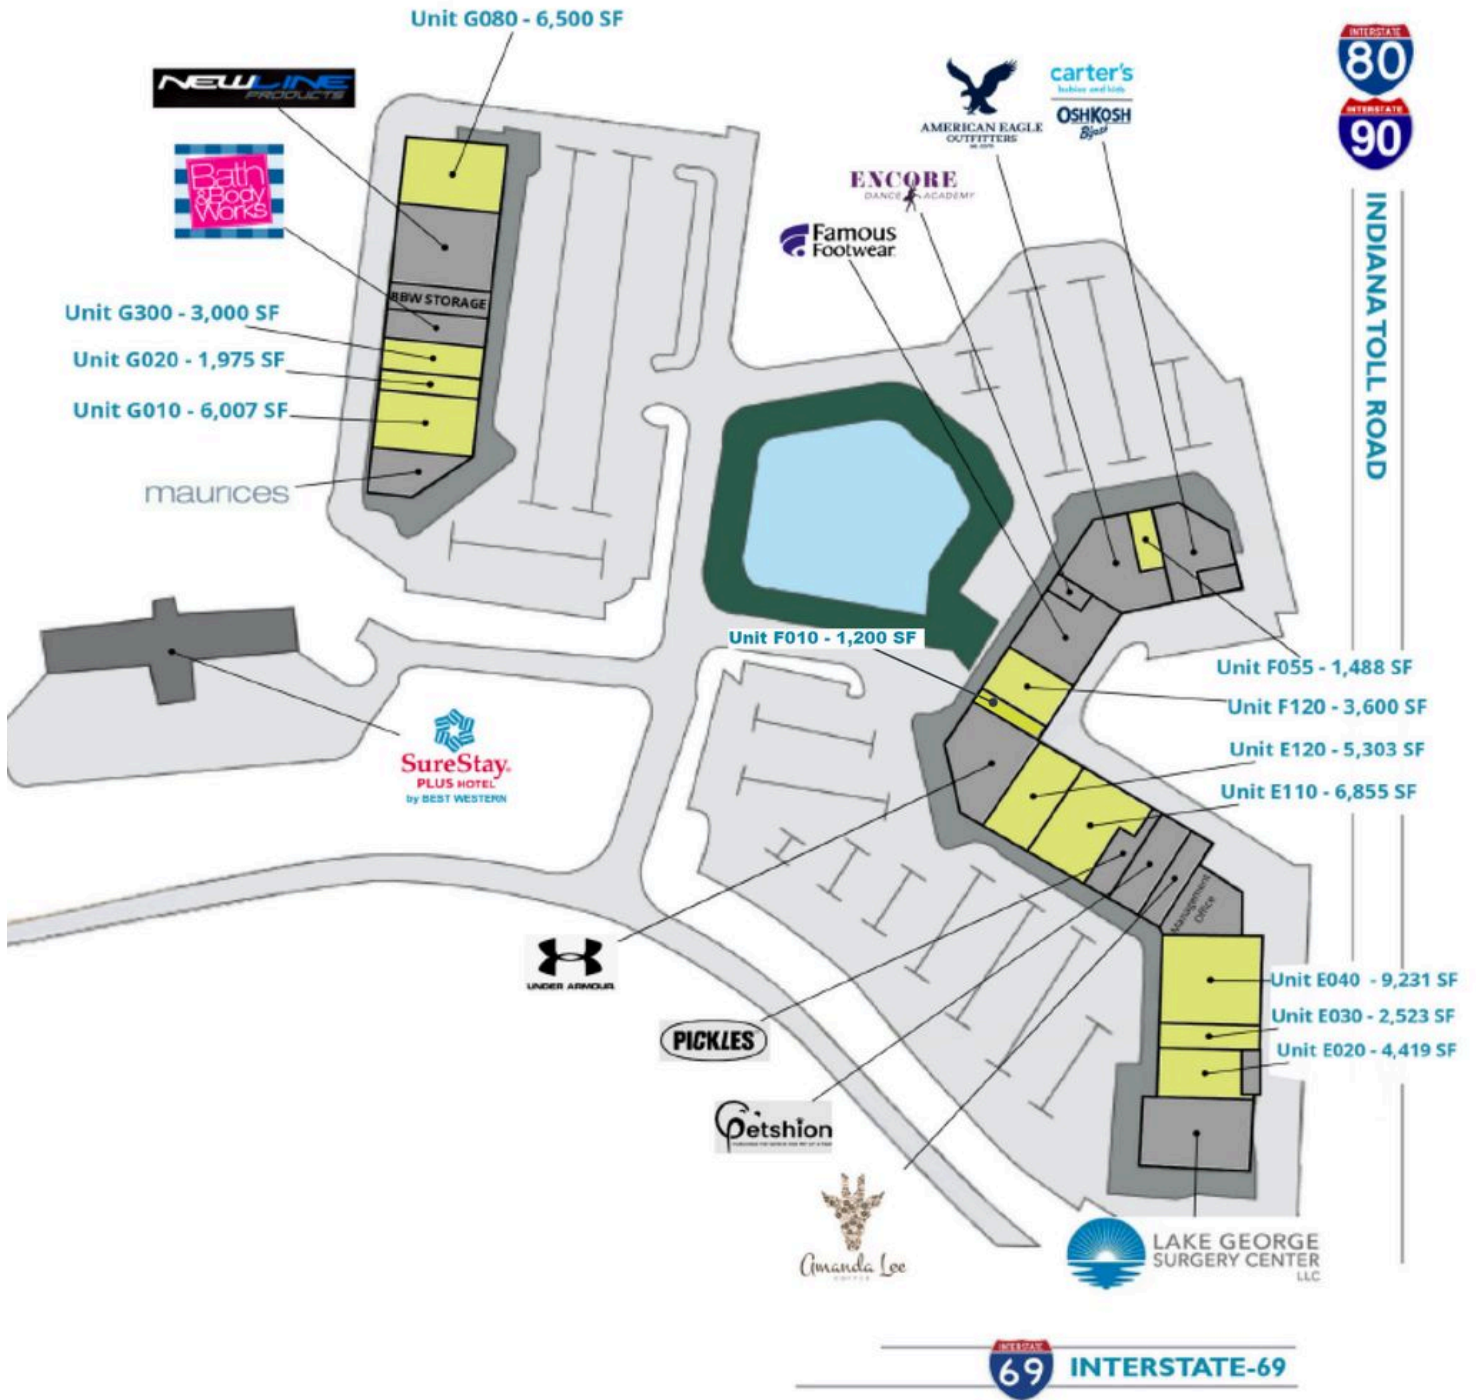 Unit G080 - 6,500 SF
NEWLINE
PRODUCTS
Bath
& Body
Works
BBW STORAGE
Unit G300 - 3,000 SF
Unit G020 - 1,975 SF
Unit G010 - 6,007 SF
maurices
AMERICAN EAGLE
OUTFITTERS
carter's
babies and kids
OSHKOSH
B'gosh
ENCORE
DANCE ACADEMY
Famous
Footwear
INTERSTATE
80
INTERSTATE
90
INDIANA TOLL ROAD
Unit F010 - 1,200 SF
Unit F055 - 1,488 SF
Unit F120 - 3,600 SF
Unit E120 - 5,303 SF
Unit E110 - 6,855 SF
SureStay
PLUS HOTEL
by BEST WESTERN
UNDER ARMOUR
Management
Office
Unit E040 - 9,231 SF
Unit E030 - 2,523 SF
Unit E020 - 4,419 SF
PICKLES
Petshion
Amanda Lee
COFFEE
LAKE GEORGE
SURGERY CENTER
LLC
INTERSTATE
69
INTERSTATE-69